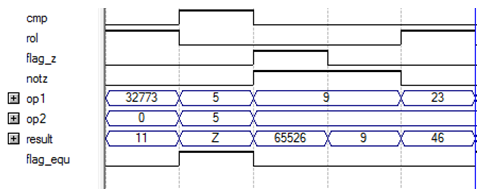 cmp
rol
flag_z
notz
op1 32773 5 9 23
op2 0 5
result 11 Z 65526 9 46
flag_equ